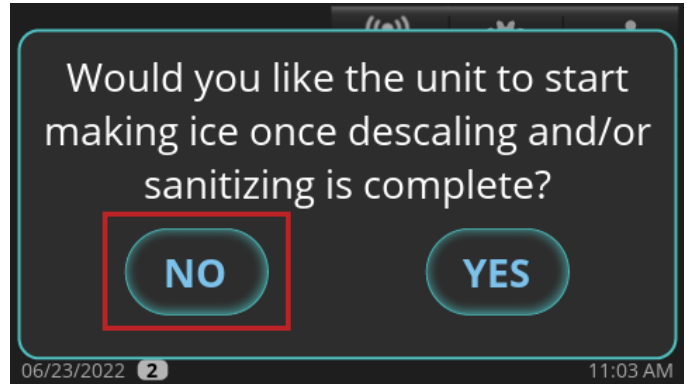 Would you like the unit to start
making ice once descaling and/or
sanitizing is complete?
NO YES
06/23/2022 2 11:03 AM